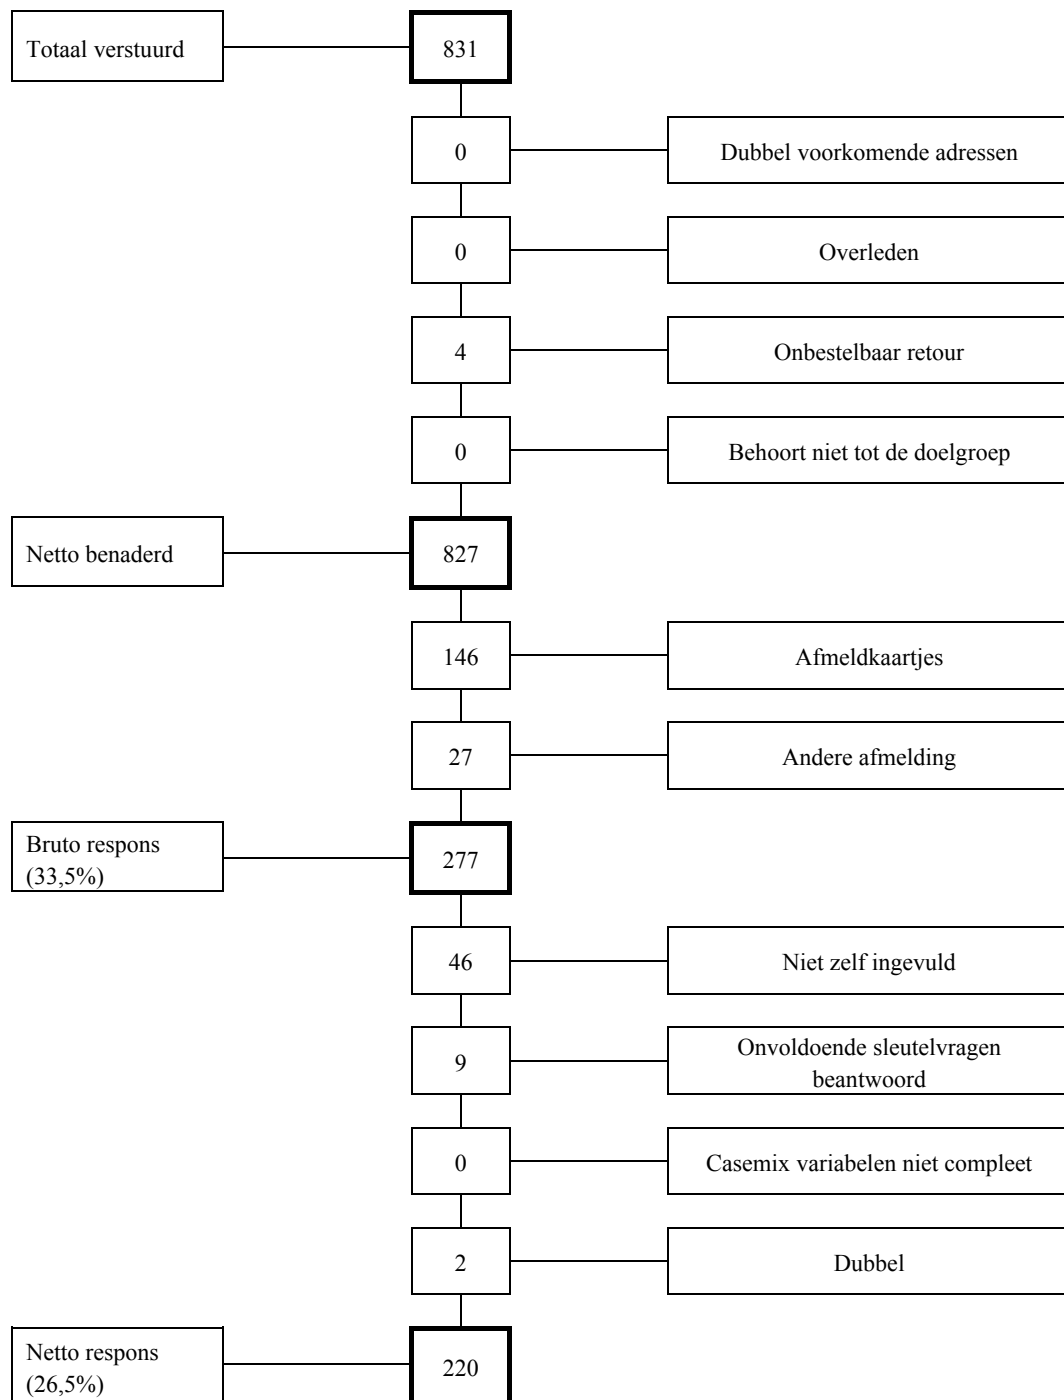 Totaal verstuurd
831
0
Dubbel voorkomende adressen
0
Overleden
4
Onbestelbaar retour
0
Behoort niet tot de doelgroep
Netto benaderd
827
146
Afmeldkaartjes
27
Andere afmelding
Bruto respons
(33,5%)
277
46
Niet zelf ingevuld
9
Onvoldoende sleutelvragen
beantwoord
0
Casemix variabelen niet compleet
2
Dubbel
Netto respons
(26,5%)
220